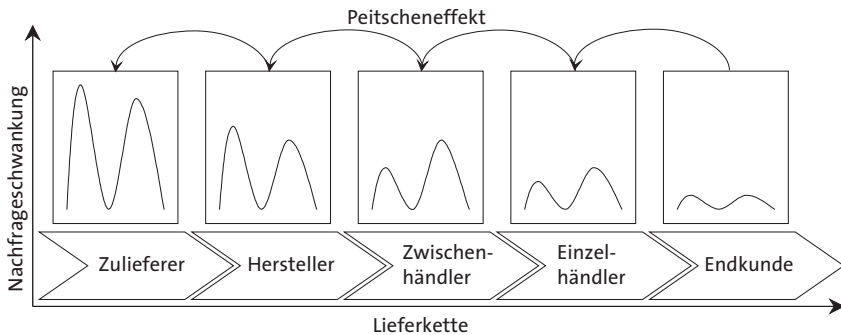 Peitscheneffekt
Nachfrageschwankung
Zulieferer
Hersteller
Zwischen-
händler
Einzel-
händler
Endkunde
Lieferkette